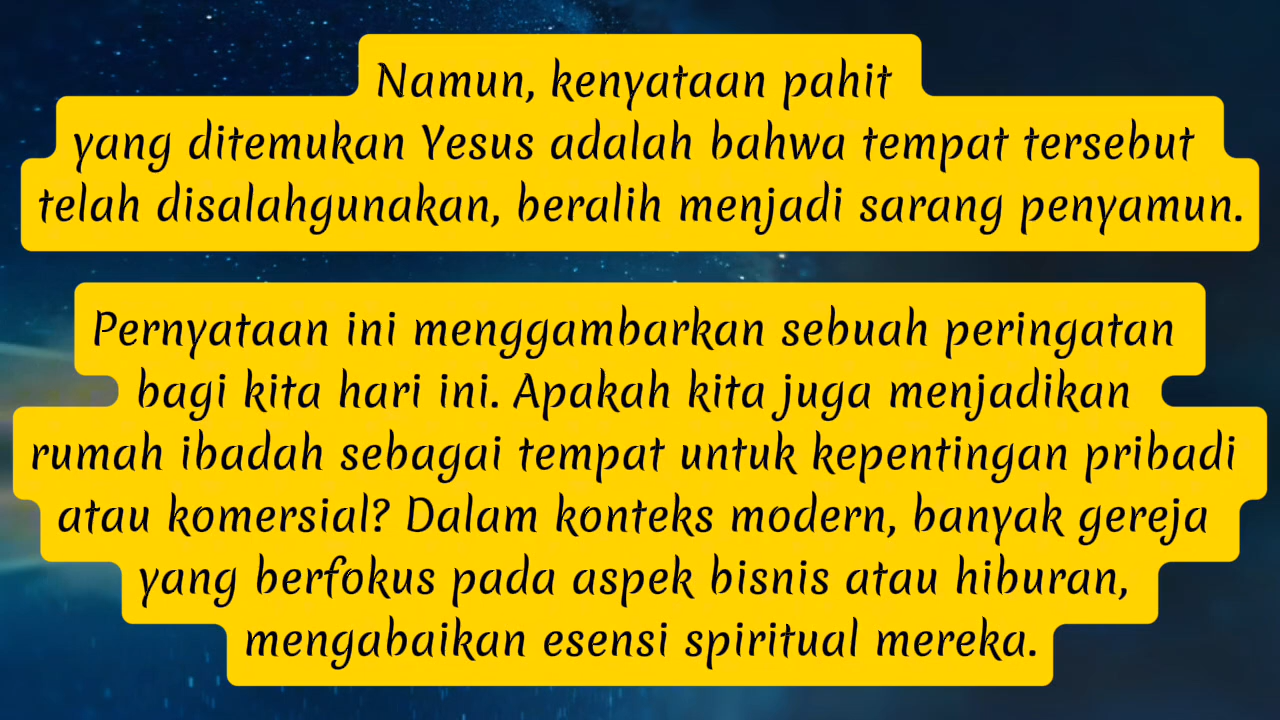 Namun, kenyataan pahit
yang ditemukan Yesus adalah bahwa tempat tersebut
telah disalahgunakan, beralih menjadi sarang penyamun.
Pernyataan ini menggambarkan sebuah peringatan
bagi kita hari ini. Apakah kita juga menjadikan
rumah ibadah sebagai tempat untuk kepentingan pribadi
atau komersial? Dalam konteks modern, banyak gereja
yang berfokus pada aspek bisnis atau hiburan,
mengabaikan esensi spiritual mereka.